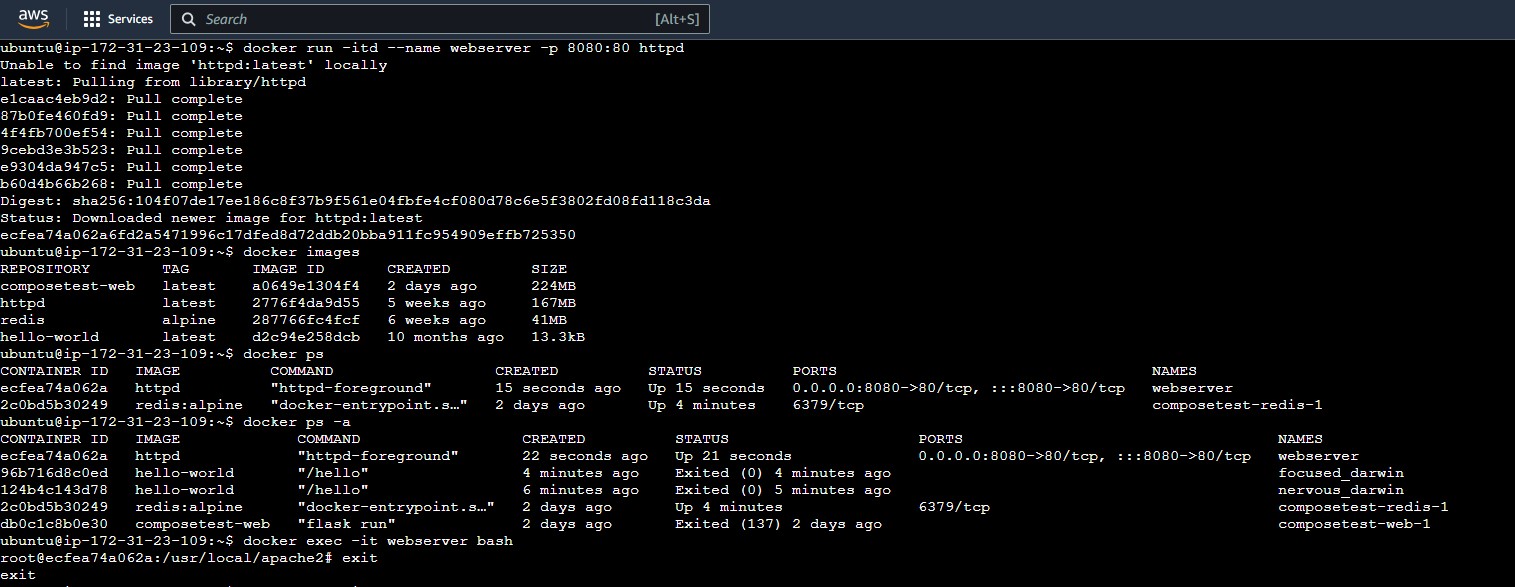 aws Services Search [Alt+S]
ubuntu@ip-172-31-23-109:~$ docker run -itd --name webserver -p 8080:80 httpd
Unable to find image 'httpd:latest' locally
latest: Pulling from library/httpd
e1caac4eb9d2: Pull complete
87b0fe460fd9: Pull complete
4f4fb700ef54: Pull complete
9cebd3e3b523: Pull complete
e9304da947c5: Pull complete
b60d4b66b268: Pull complete
Digest: sha256:104f07de17ee186c8f37b9f561e04fbfe4cf080d78c6e5f3802fd08fd118c3da
Status: Downloaded newer image for httpd:latest
ecfea74a062a6fd2a5471996c17dfed8d72ddb20bba911fc954909effb725350
ubuntu@ip-172-31-23-109:~$ docker images
REPOSITORY TAG IMAGE ID CREATED SIZE
composetest-web latest a0649e1304f4 2 days ago 224MB
httpd latest 2776f4da9d55 5 weeks ago 167MB
redis alpine 287766fc4fcf 6 weeks ago 41MB
hello-world latest d2c94e258dcb 10 months ago 13.3kB
ubuntu@ip-172-31-23-109:~$ docker ps
CONTAINER ID IMAGE COMMAND CREATED STATUS PORTS NAMES
ecfea74a062a httpd "httpd-foreground" 15 seconds ago Up 15 seconds 0.0.0.0:8080->80/tcp, :::8080->80/tcp webserver
2c0bd5b30249 redis:alpine "docker-entrypoint.s…" 2 days ago Up 4 minutes 6379/tcp composetest-redis-1
ubuntu@ip-172-31-23-109:~$ docker ps -a
CONTAINER ID IMAGE COMMAND CREATED STATUS PORTS NAMES
ecfea74a062a httpd "httpd-foreground" 22 seconds ago Up 21 seconds 0.0.0.0:8080->80/tcp, :::8080->80/tcp webserver
96b716d8c0ed hello-world "/hello" 4 minutes ago Exited (0) 4 minutes ago focused_darwin
124b4c143d78 hello-world "/hello" 6 minutes ago Exited (0) 5 minutes ago nervous_darwin
2c0bd5b30249 redis:alpine "docker-entrypoint.s…" 2 days ago Up 4 minutes 6379/tcp composetest-redis-1
db0c1c8b0e30 composetest-web "flask run" 2 days ago Exited (137) 2 days ago composetest-web-1
ubuntu@ip-172-31-23-109:~$ docker exec -it webserver bash
root@ecfea74a062a:/usr/local/apache2# exit
exit